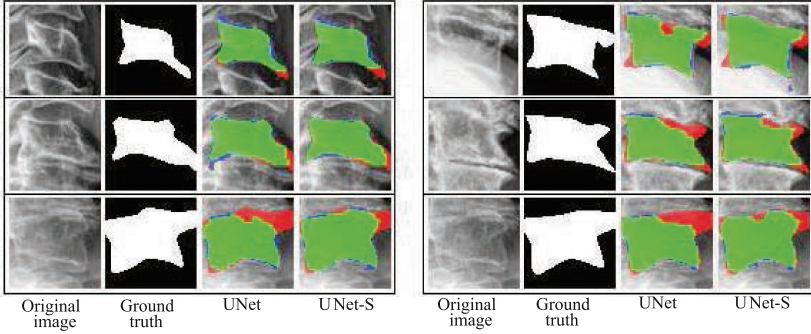 Original
image
Ground
truth
UNet
UNet-S
Original
image
Ground
truth
UNet
UNet-S